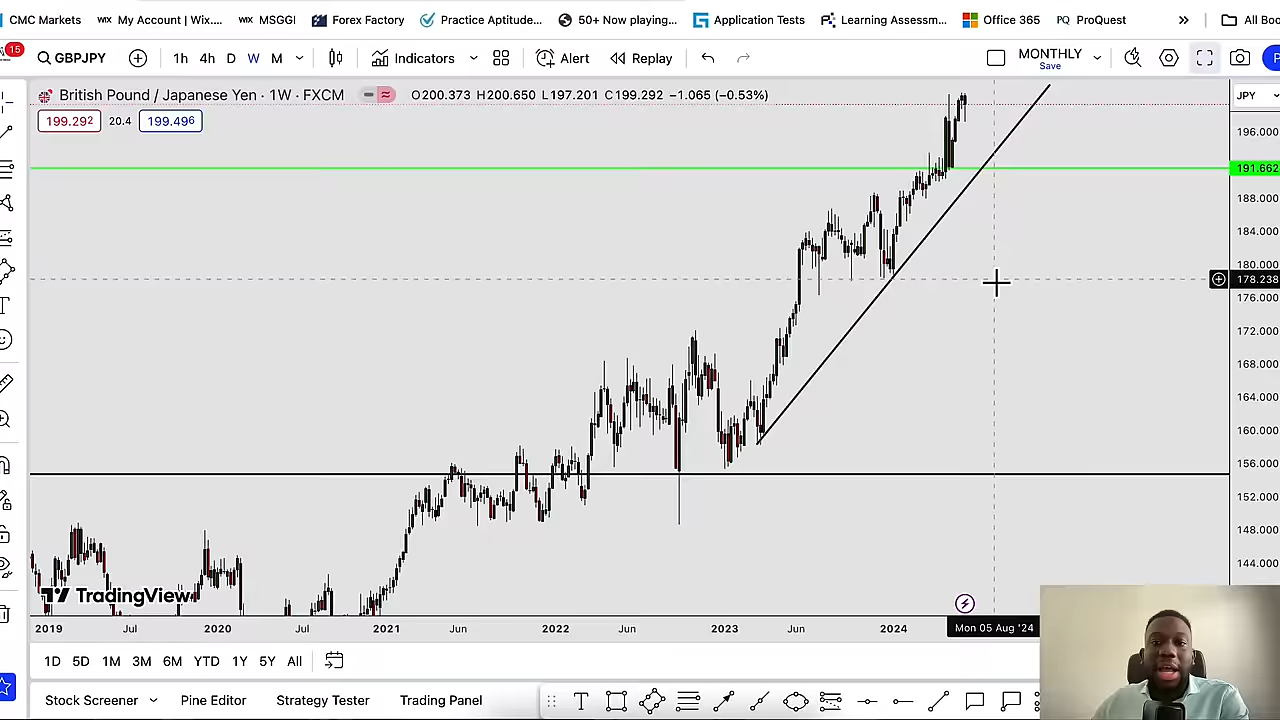 CMC Markets
My Account | Wix....
MSGGI
Forex Factory
Practice Aptitude...
50+ Now playing...
Application Tests
Learning Assessm...
Office 365
ProQuest
»
All Boo
15
GBPJPY
1h 4h D W M
Indicators
Alert
Replay
MONTHLY
Save
British Pound / Japanese Yen · 1W · FXCM
O200.373 H200.650 L197.201 C199.292 −1.065 (−0.53%)
JPY
199.292 20.4 199.496
196.000
191.662
188.000
184.000
180.000
178.238
176.000
172.000
168.000
164.000
160.000
156.000
152.000
148.000
144.000
TradingView
2019 Jul 2020 Jun 2021 Jun 2022 Jun 2023 Jun 2024 Mon 05 Aug '24
1D 5D 1M 3M 6M YTD 1Y 5Y All
Stock Screener
Pine Editor
Strategy Tester
Trading Panel